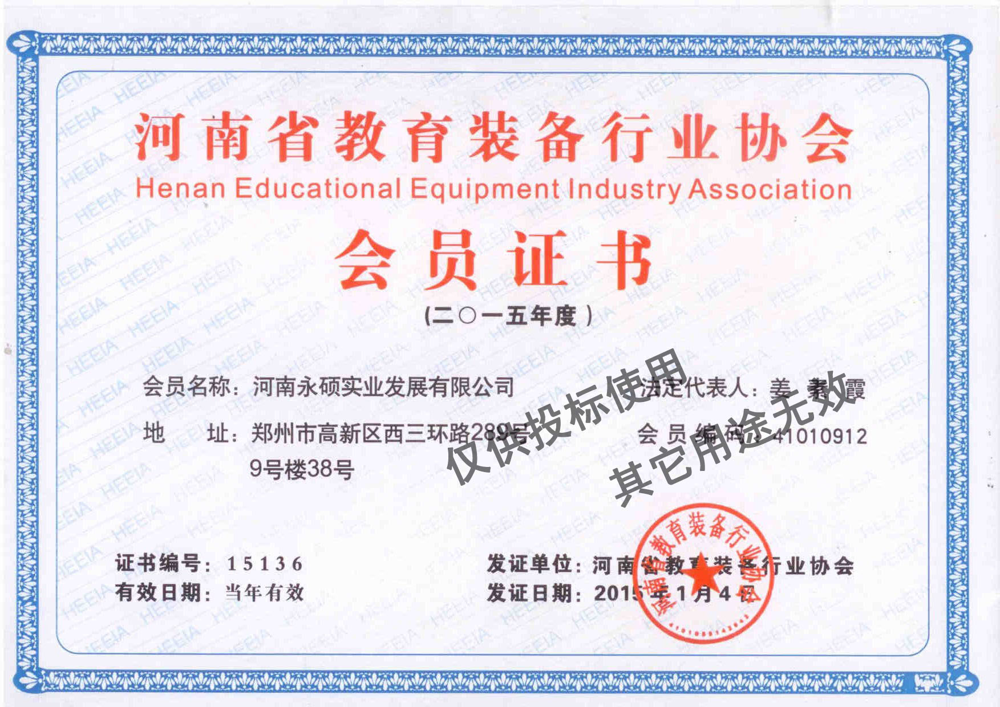 河南省教育装备行业协会
Henan Educational Equipment Industry Association
会员证书
(二〇一五年度)
会员名称：河南永硕实业发展有限公司
法定代表人：姜 素 霞
地 址：郑州市高新区西三环路289号
9号楼38号
会员编码：41010912
仅供投标使用
其它用途无效
证书编号：15136
有效日期：当年有效
发证单位：河南省教育装备行业协会
发证日期：2015年1月4日
河南省教育装备行业协会
HEEIA